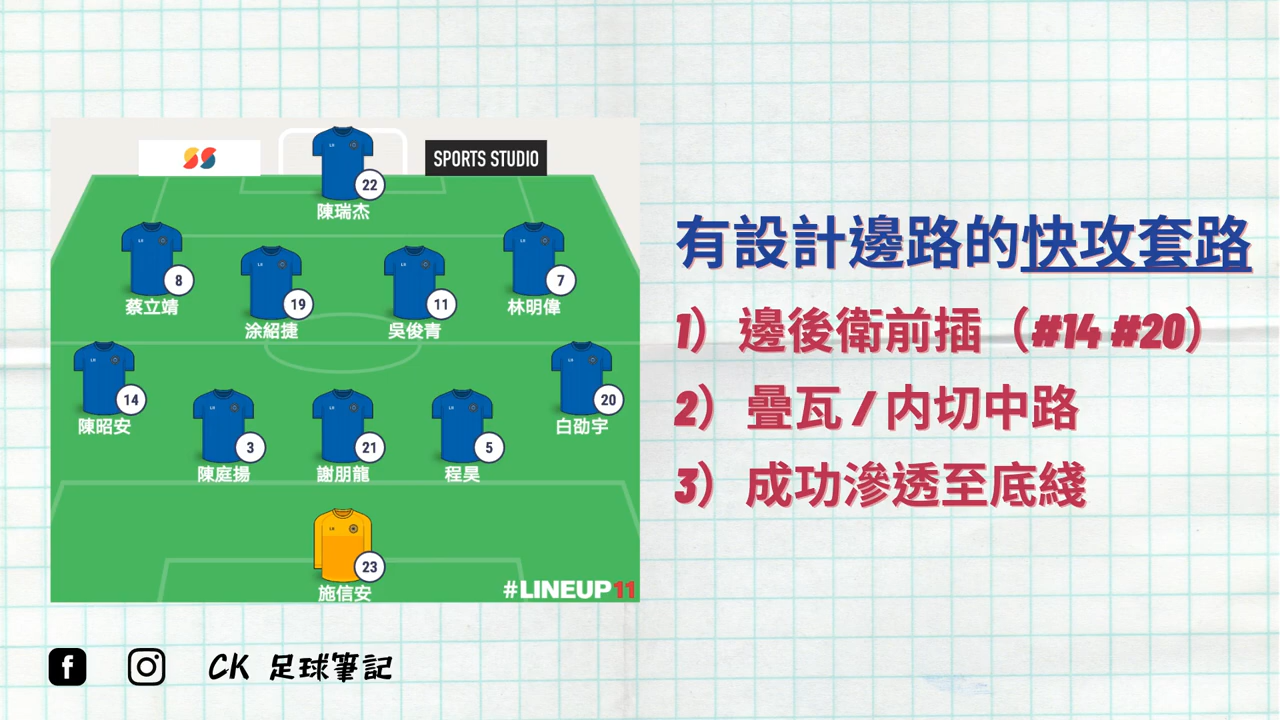 SPORTS STUDIO
22
陳瑞杰
8
蔡立靖
7
林明偉
19
涂紹捷
11
吳俊青
14
陳昭安
20
白劭宇
3
陳庭揚
21
謝朋龍
5
程昊
23
施信安
#LINEUP11
有設計邊路的快攻套路
1）邊後衛前插（#14 #20）
2）疊瓦 / 内切中路
3）成功滲透至底綫
CK 足球筆記